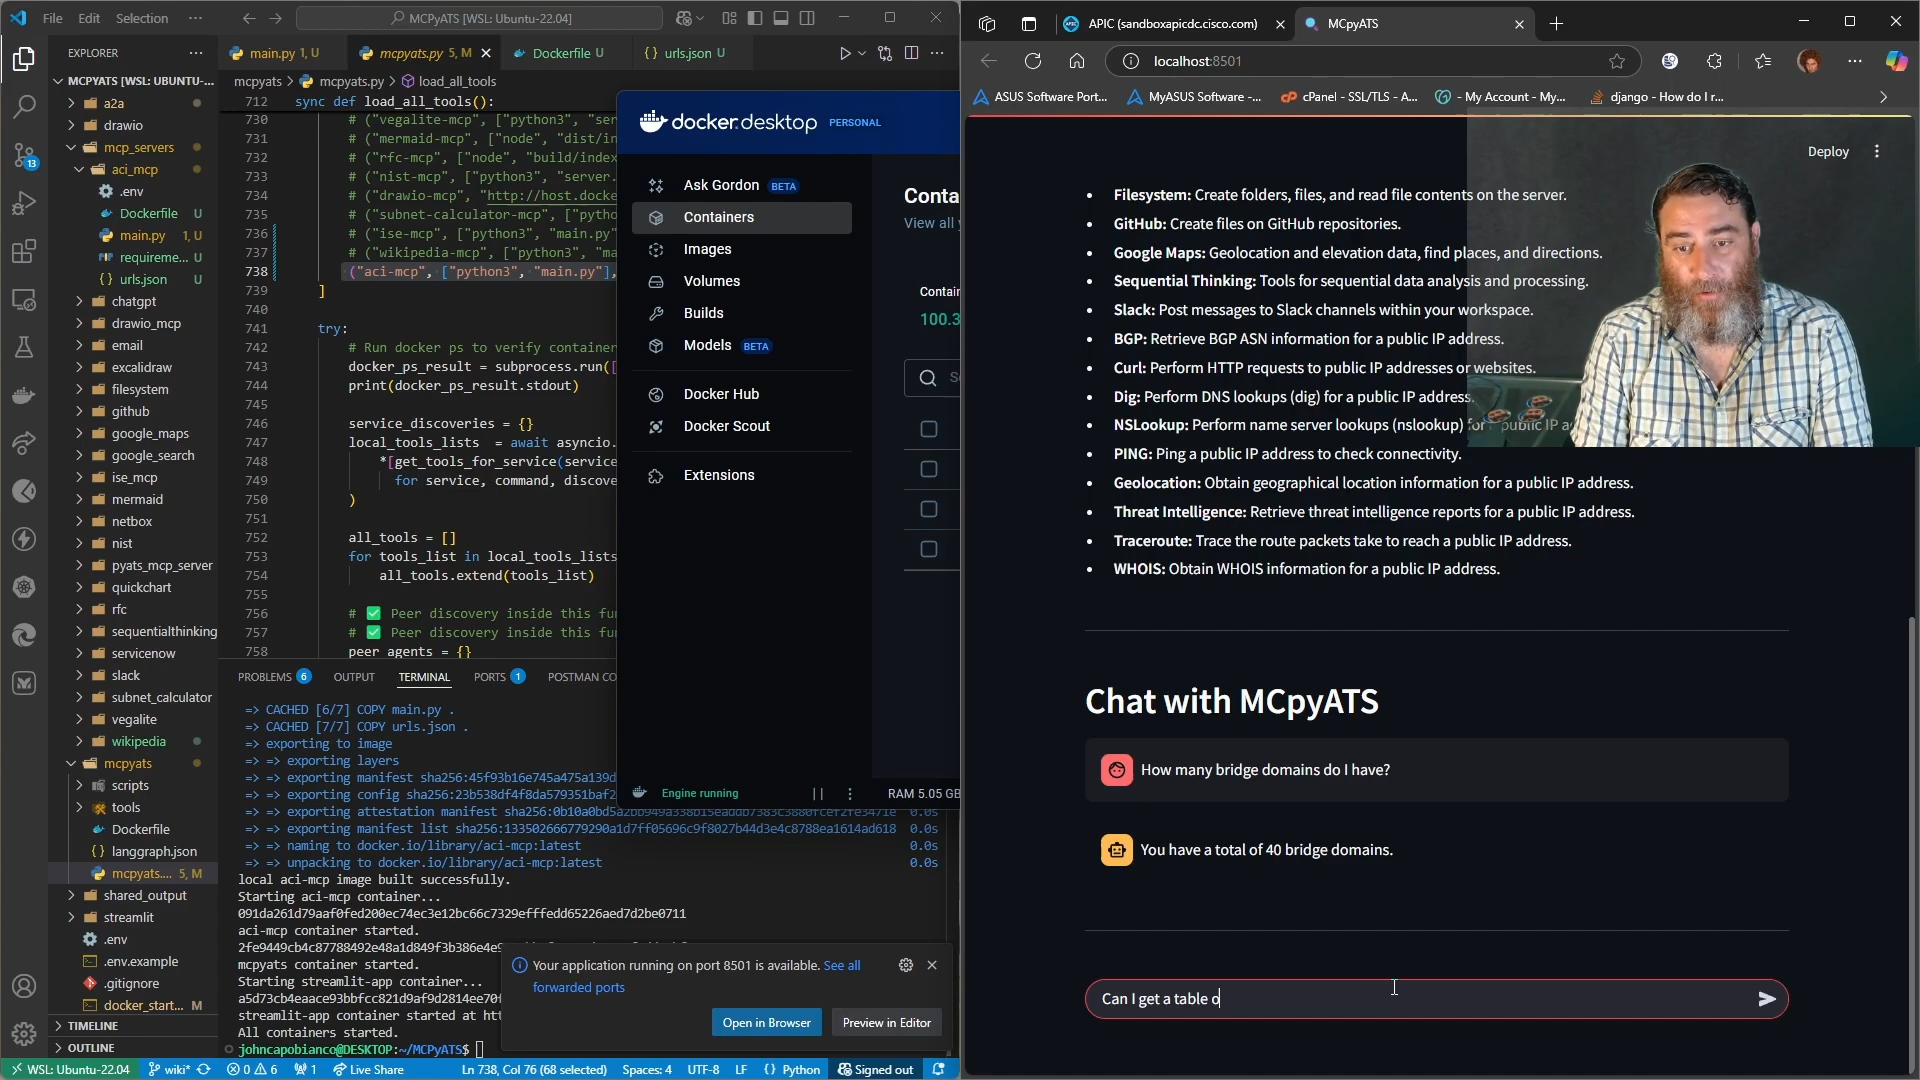 File Edit Selection ···
MCPyATS [WSL: Ubuntu-22.04]
EXPLORER ···
MCPYATS [WSL: UBUNTU-...
a2a
drawio
mcp_servers
aci_mcp
.env
Dockerfile U
main.py 1, U
requireme... U
urls.json U
chatgpt
drawio_mcp
email
excalidraw
filesystem
github
google_maps
google_search
ise_mcp
mermaid
netbox
nist
pyats_mcp_server
quickchart
rfc
sequentialthinking
servicenow
slack
subnet_calculator
vegalite
wikipedia
mcpyats
scripts
tools
Dockerfile
langgraph.json
mcpyats.... 5, M
shared_output
streamlit
.env
.env.example
.gitignore
docker_start... M
TIMELINE
OUTLINE
13
main.py 1, U
mcpyats.py 5, M
Dockerfile U
urls.json U
mcpyats > mcpyats.py > load_all_tools
712 sync def load_all_tools():
730 # ("vegalite-mcp", ["python3", "ser
731 # ("mermaid-mcp", ["node", "dist/in
732 # ("rfc-mcp", ["node", "build/index
733 # ("nist-mcp", ["python3", "server.
734 # ("drawio-mcp", "http://host.docke
735 # ("subnet-calculator-mcp", ["pytho
736 # ("ise-mcp", ["python3", "main.py"
737 # ("wikipedia-mcp", ["python3", "ma
738 ("aci-mcp", ["python3", "main.py"],
739 ]
740
741 try:
742 # Run docker ps to verify container
743 docker_ps_result = subprocess.run([
744 print(docker_ps_result.stdout)
745
746 service_discoveries = {}
747 local_tools_lists = await asyncio.
748 *[get_tools_for_service(service
749 for service, command, discove
750 )
751
752 all_tools = []
753 for tools_list in local_tools_lists
754 all_tools.extend(tools_list)
755
756 # ✅ Peer discovery inside this fu
757 # ✅ Peer discovery inside this fu
758 peer_agents = {}
PROBLEMS 6 OUTPUT TERMINAL PORTS 1 POSTMAN CO
=> CACHED [6/7] COPY main.py .
=> CACHED [7/7] COPY urls.json .
=> exporting to image
=> => exporting layers
=> => exporting manifest sha256:45f93b16e745a475a139d
=> => exporting config sha256:23b538df4f8da579351baf2
=> => exporting attestation manifest sha256:0b10a0bd5a2bb949a338b15eaddb7383c3880fcef2fe3471e 0.0s
=> => exporting manifest list sha256:133502666779290a1d7ff05696c9f8027b44d3e4c8788ea1614ad618 0.0s
=> => naming to docker.io/library/aci-mcp:latest 0.0s
=> => unpacking to docker.io/library/aci-mcp:latest 0.0s
local aci-mcp image built successfully.
Starting aci-mcp container...
091da261d79aaf0fed200ec74ec3e12bc66c7329efffedd65226aed7d2be0711
aci-mcp container started.
mcpyats container started.
Starting streamlit-app container...
streamlit-app container started at htt
All containers started.
johncapobianco@DESKTOP:~/MCPyATS$
Your application running on port 8501 is available. See all
forwarded ports
Open in Browser Preview in Editor
WSL: Ubuntu-22.04 wiki* 0 6 1 Live Share Ln 738, Col 76 (68 selected) Spaces: 4 UTF-8 LF {} Python Signed out
docker.desktop PERSONAL
Ask Gordon BETA
Containers
Images
Volumes
Builds
Models BETA
Docker Hub
Docker Scout
Extensions
Conta
View all y
Contain
100.3
Engine running
RAM 5.05 GB
APIC (sandboxapicdc.cisco.com)
MCpyATS
localhost:8501
ASUS Software Port...
MyASUS Software -...
cPanel - SSL/TLS - A...
- My Account - My...
django - How do I r...
Deploy
Filesystem: Create folders, files, and read file contents on the server.
GitHub: Create files on GitHub repositories.
Google Maps: Geolocation and elevation data, find places, and directions.
Sequential Thinking: Tools for sequential data analysis and processing.
Slack: Post messages to Slack channels within your workspace.
BGP: Retrieve BGP ASN information for a public IP address.
Curl: Perform HTTP requests to public IP addresses or websites.
Dig: Perform DNS lookups (dig) for a public IP address.
NSLookup: Perform name server lookups (nslookup) for a public IP a
PING: Ping a public IP address to check connectivity.
Geolocation: Obtain geographical location information for a public IP address.
Threat Intelligence: Retrieve threat intelligence reports for a public IP address.
Traceroute: Trace the route packets take to reach a public IP address.
WHOIS: Obtain WHOIS information for a public IP address.
Chat with MCpyATS
How many bridge domains do I have?
You have a total of 40 bridge domains.
Can I get a table o